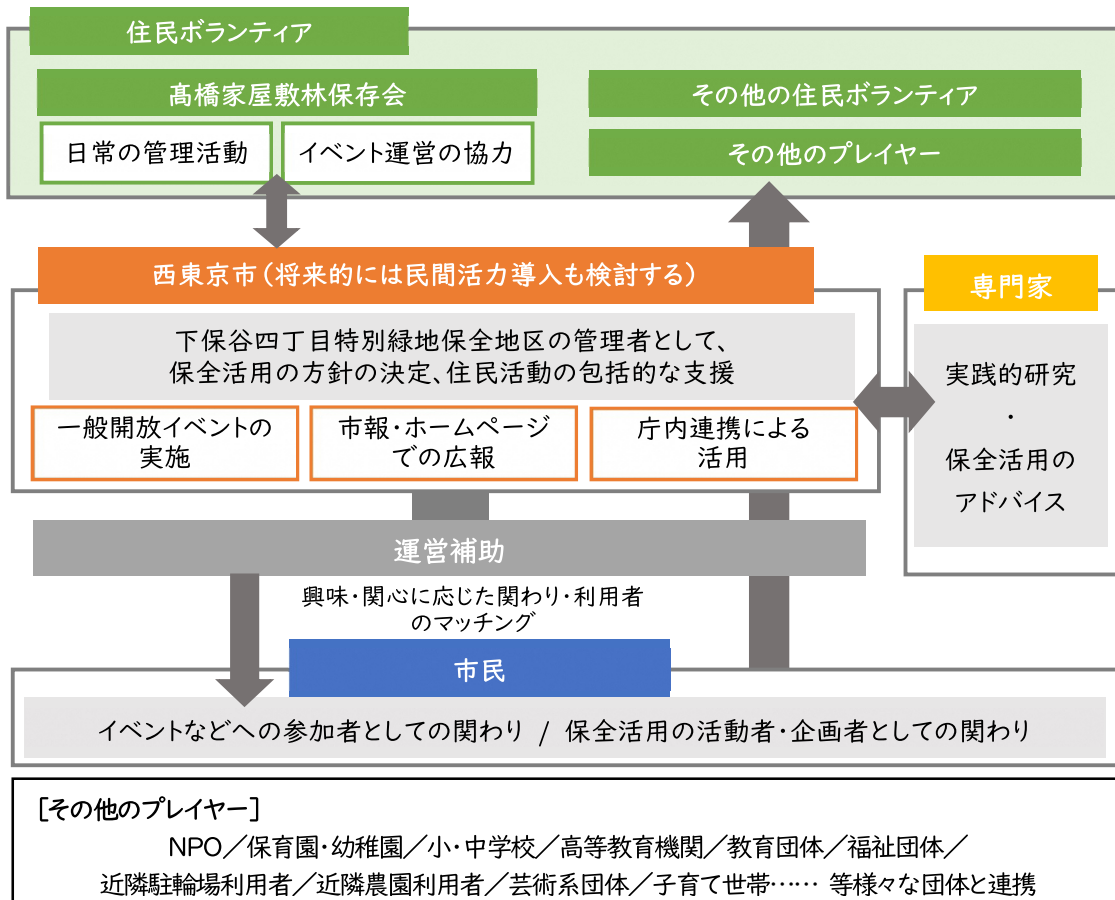 住民ボランティア
髙橋家屋敷林保存会
日常の管理活動
イベント運営の協力
その他の住民ボランティア
その他のプレイヤー
西東京市（将来的には民間活力導入も検討する）
下保谷四丁目特別緑地保全地区の管理者として、
保全活用の方針の決定、住民活動の包括的な支援
一般開放イベントの
実施
市報・ホームページ
での広報
庁内連携による
活用
専門家
実践的研究
・
保全活用の
アドバイス
運営補助
興味・関心に応じた関わり・利用者
のマッチング
市民
イベントなどへの参加者としての関わり / 保全活用の活動者・企画者としての関わり
［その他のプレイヤー］
NPO／保育園・幼稚園／小・中学校／高等教育機関／教育団体／福祉団体／
近隣駐輪場利用者／近隣農園利用者／芸術系団体／子育て世帯…… 等様々な団体と連携